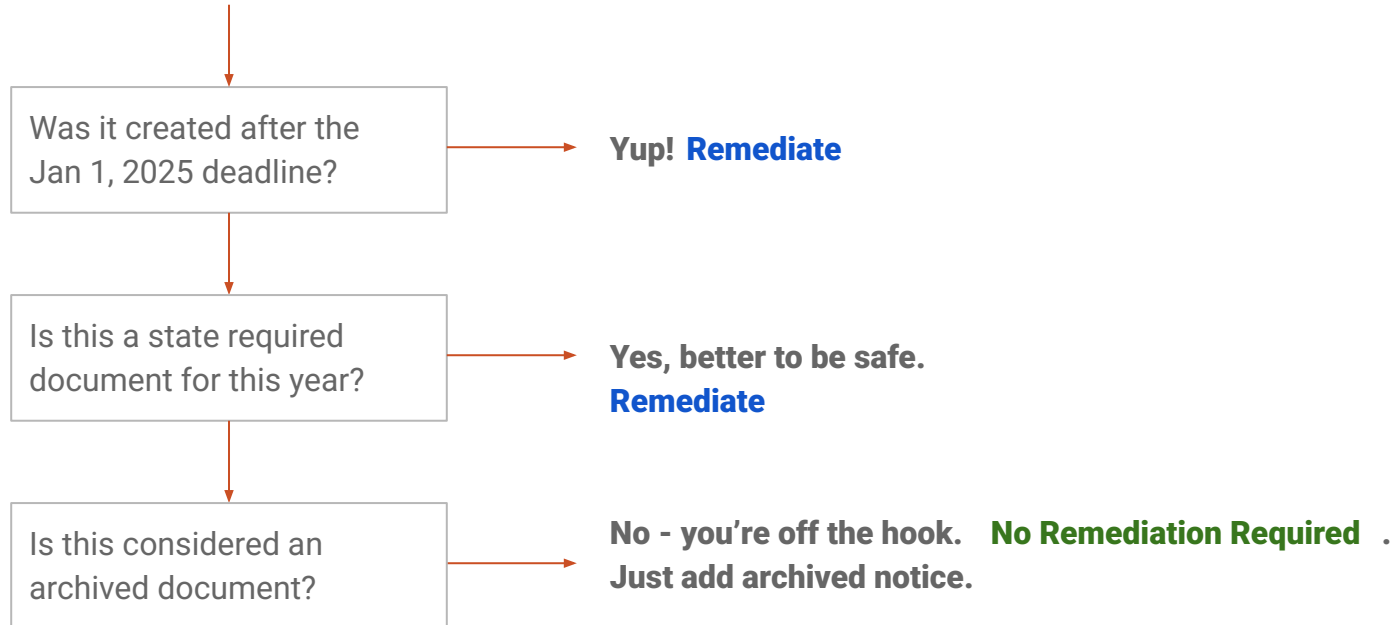 Was it created after the
Jan 1, 2025 deadline?
Yup! Remediate
Is this a state required
document for this year?
Yes, better to be safe.
Remediate
Is this considered an
archived document?
No - you’re off the hook. No Remediation Required .
Just add archived notice.